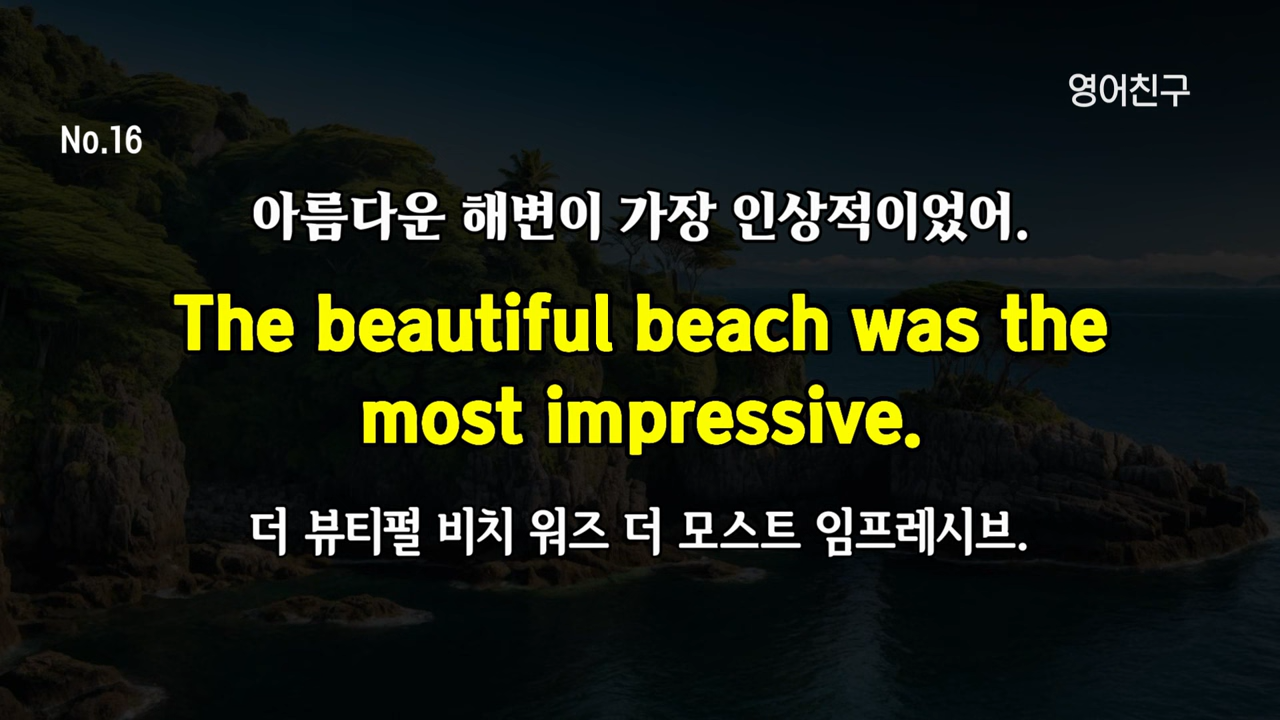 영어친구
No.16
아름다운 해변이 가장 인상적이었어.
The beautiful beach was the
most impressive.
더 뷰티펄 비치 워즈 더 모스트 임프레시브.